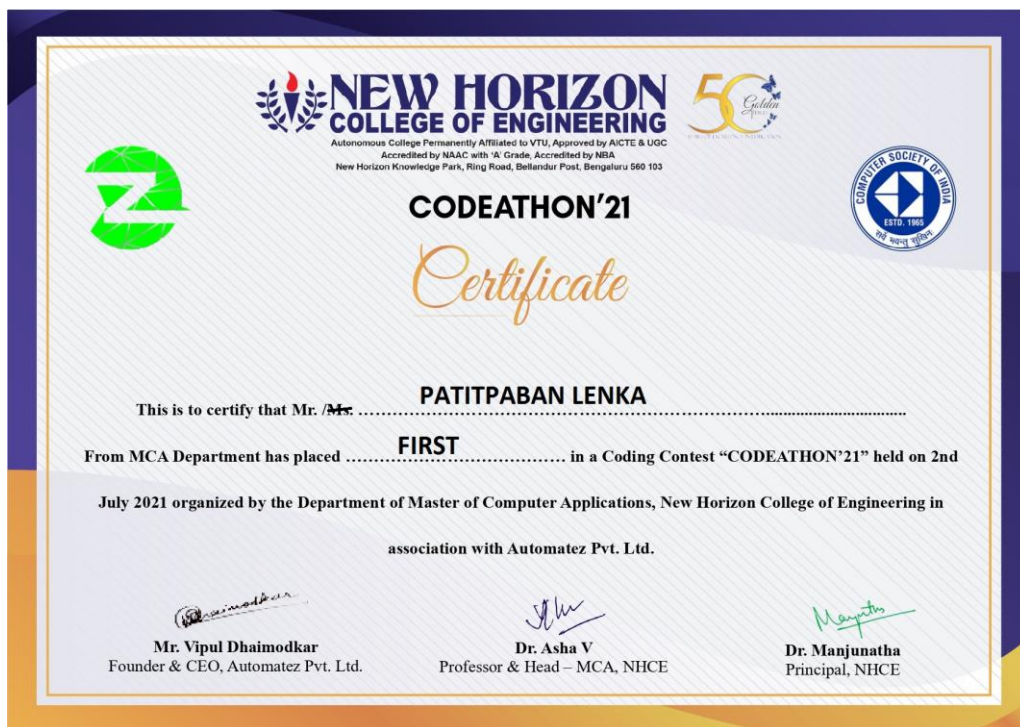 NEW HORIZON
COLLEGE OF ENGINEERING
Autonomous College Permanently Affiliated to VTU, Approved by AICTE & UGC
Accredited by NAAC with 'A' Grade, Accredited by NBA
New Horizon Knowledge Park, Ring Road, Bellandur Post, Bengaluru 560 103
50 Golden
COMPUTER SOCIETY OF INDIA
ESTD. 1965
सर्वे भवन्तु सुखिनः
CODEATHON'21
Certificate
This is to certify that Mr. /Ms. PATITPABAN LENKA
From MCA Department has placed FIRST in a Coding Contest “CODEATHON'21” held on 2nd
July 2021 organized by the Department of Master of Computer Applications, New Horizon College of Engineering in
association with Automatez Pvt. Ltd.
Mr. Vipul Dhaimodkar
Founder & CEO, Automatez Pvt. Ltd.
Dr. Asha V
Professor & Head – MCA, NHCE
Dr. Manjunatha
Principal, NHCE